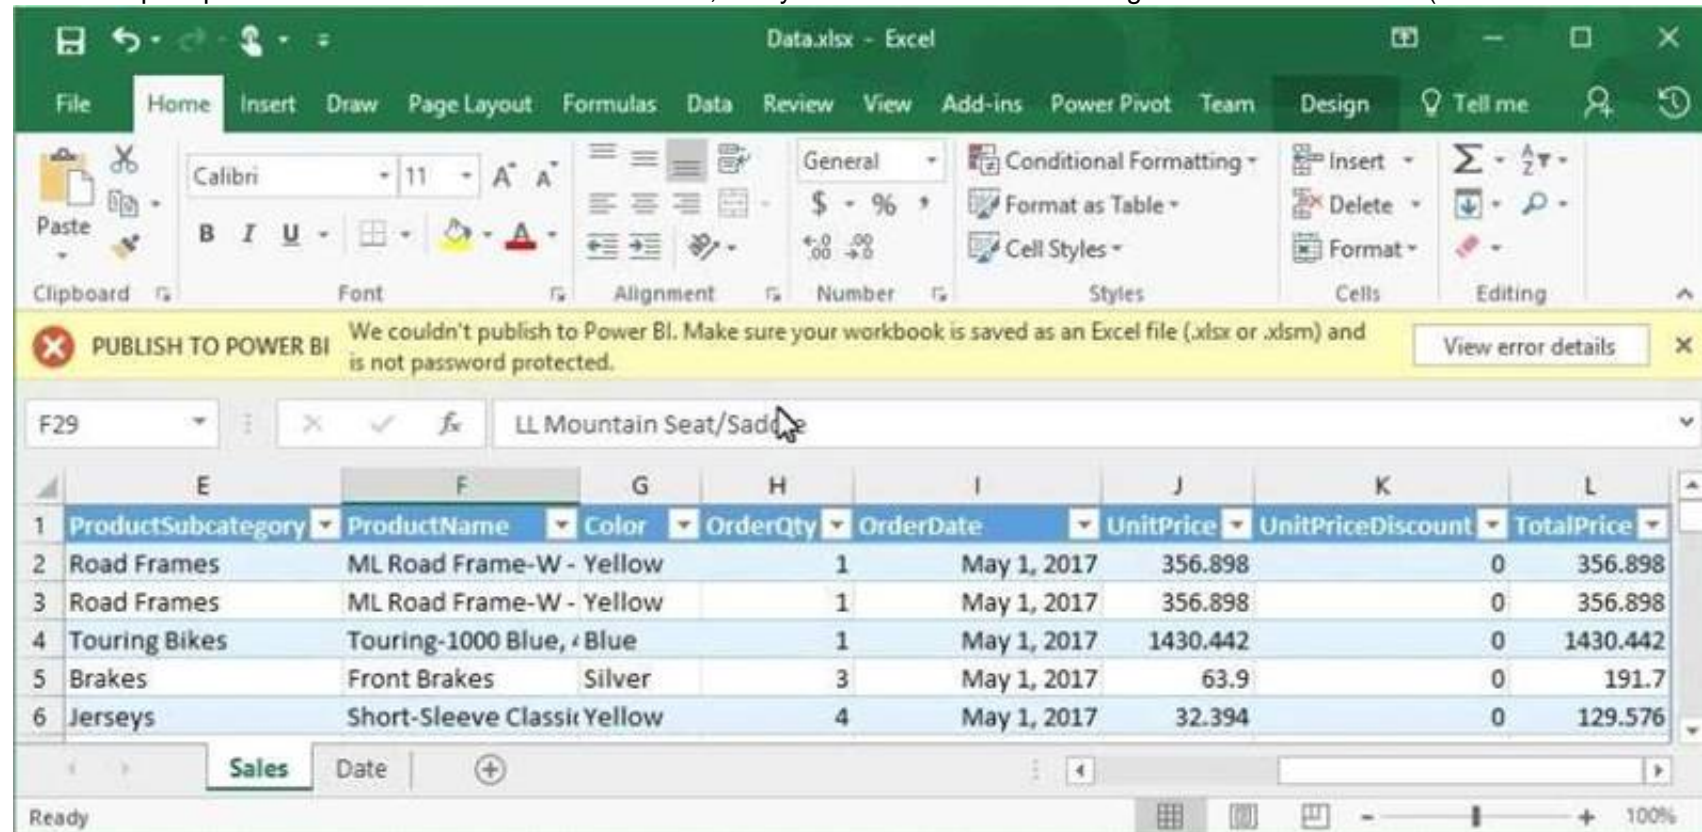 Data.xlsx - Excel
File Home Insert Draw Page Layout Formulas Data Review View Add-ins Power Pivot Team Design Tell me
Calibri 11 A A General Conditional Formatting Insert
Paste B I U A $ % , Format as Table Delete
Cell Styles Format
Clipboard Font Alignment Number Styles Cells Editing
PUBLISH TO POWER BI We couldn't publish to Power BI. Make sure your workbook is saved as an Excel file (.xlsx or .xlsm) and View error details
is not password protected.
F29 fx LL Mountain Seat/Saddle
E F G H I J K L
1 ProductSubcategory ProductName Color OrderQty OrderDate UnitPrice UnitPriceDiscount TotalPrice
2 Road Frames ML Road Frame-W - Yellow 1 May 1, 2017 356.898 0 356.898
3 Road Frames ML Road Frame-W - Yellow 1 May 1, 2017 356.898 0 356.898
4 Touring Bikes Touring-1000 Blue, Blue 1 May 1, 2017 1430.442 0 1430.442
5 Brakes Front Brakes Silver 3 May 1, 2017 63.9 0 191.7
6 Jerseys Short-Sleeve Classic Yellow 4 May 1, 2017 32.394 0 129.576
Sales Date
Ready 100%